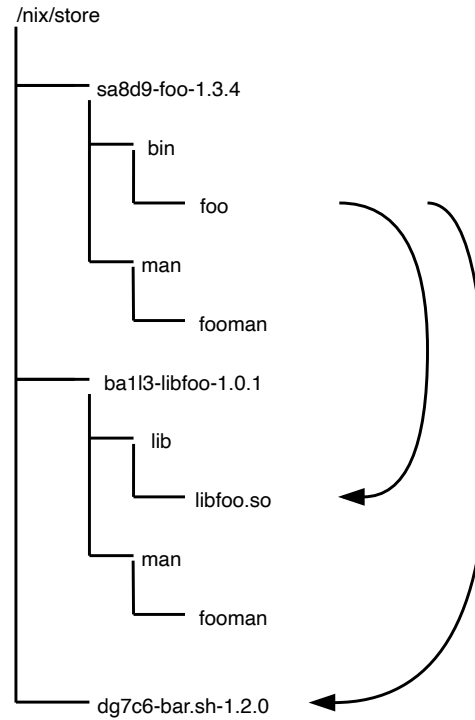 /nix/store
sa8d9-foo-1.3.4
bin
foo
man
fooman
ba1l3-libfoo-1.0.1
lib
libfoo.so
man
fooman
dg7c6-bar.sh-1.2.0